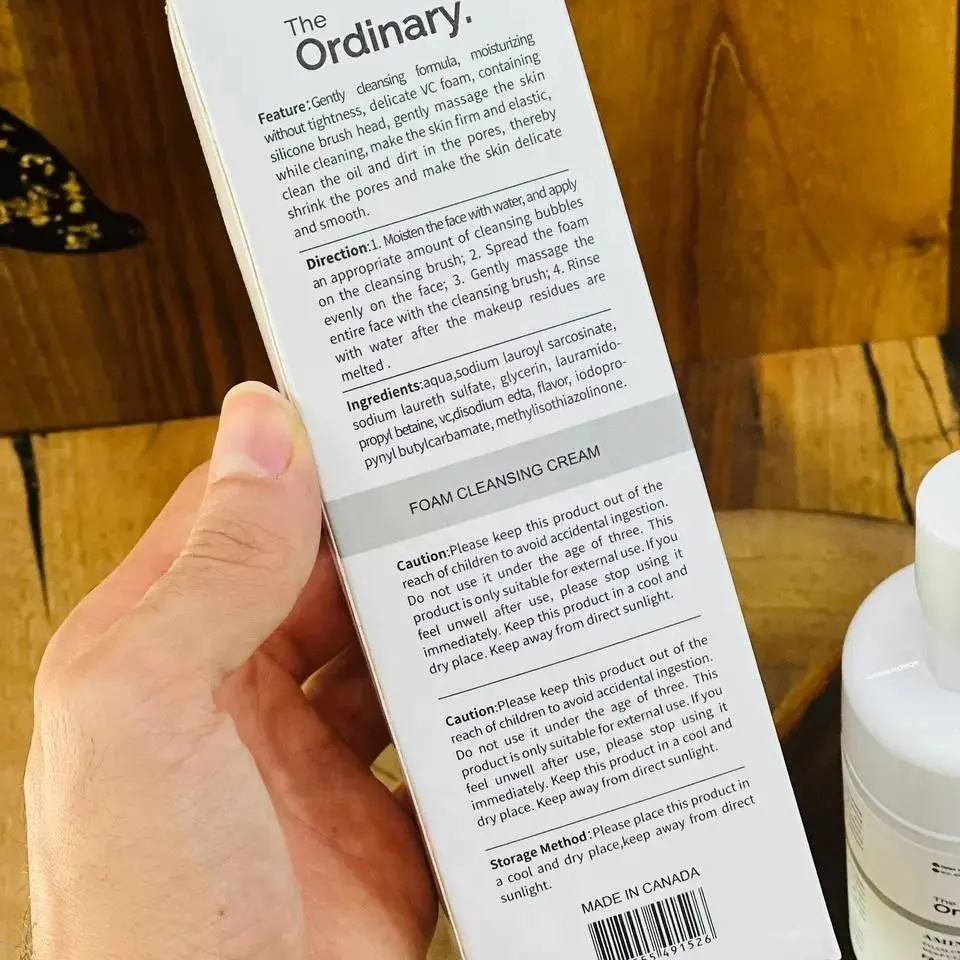 The
Ordinary.
Feature:Gently cleansing formula, moisturizing
without tightness, delicate VC foam, containing
silicone brush head, gently massage the skin
while cleaning, make the skin firm and elastic,
clean the oil and dirt in the pores, thereby
shrink the pores and make the skin delicate
and smooth.
Direction:1. Moisten the face with water, and apply
an appropriate amount of cleansing bubbles
on the cleansing brush; 2. Spread the foam
evenly on the face; 3. Gently massage the
entire face with the cleansing brush; 4. Rinse
with water after the makeup residues are
melted .
Ingredients:aqua,sodium lauroyl sarcosinate,
sodium laureth sulfate, glycerin, lauramido-
propyl betaine, vc,disodium edta, flavor, iodopro-
pynyl butylcarbamate, methylisothiazolinone.
FOAM CLEANSING CREAM
Caution:Please keep this product out of the
reach of children to avoid accidental ingestion.
Do not use it under the age of three. This
product is only suitable for external use. If you
feel unwell after use, please stop using it
immediately. Keep this product in a cool and
dry place. Keep away from direct sunlight.
Caution:Please keep this product out of the
reach of children to avoid accidental ingestion.
Do not use it under the age of three. This
product is only suitable for external use. If you
feel unwell after use, please stop using it
immediately. Keep this product in a cool and
dry place. Keep away from direct sunlight.
Storage Method:Please place this product in
a cool and dry place,keep away from direct
sunlight.
MADE IN CANADA
491526
The
Or
AMIN